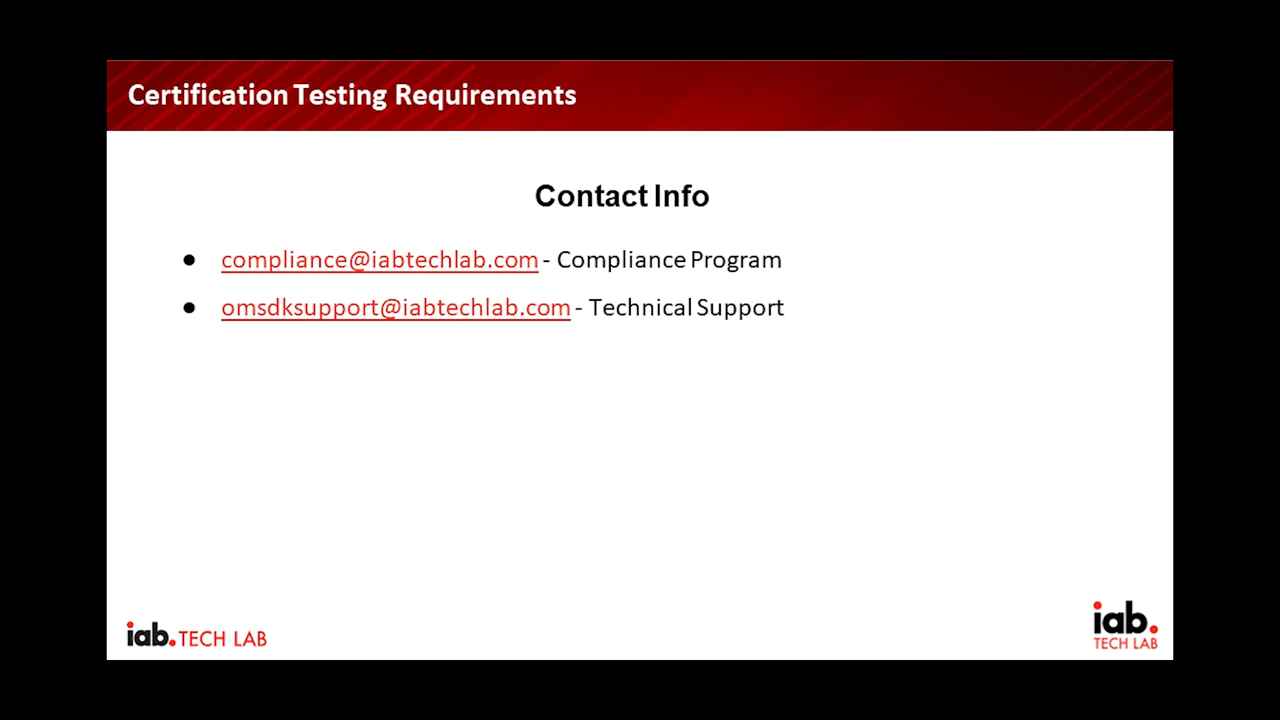 Certification Testing Requirements
Contact Info
● compliance@iabtechlab.com - Compliance Program
● omsdksupport@iabtechlab.com - Technical Support
iab. TECH LAB
iab.
TECH LAB